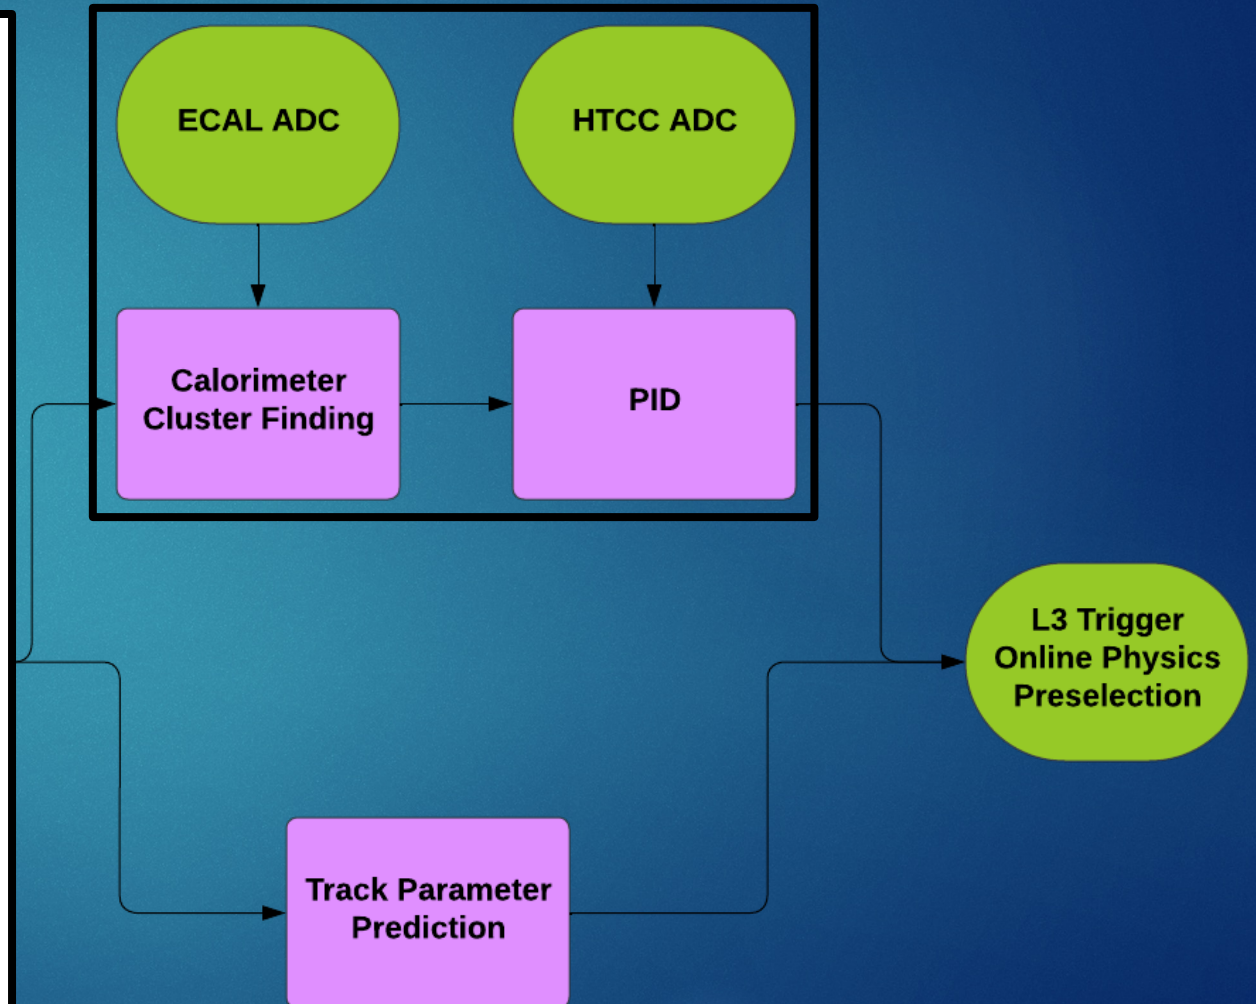 ECAL ADC
HTCC ADC
Calorimeter
Cluster Finding
PID
L3 Trigger
Online Physics
Preselection
Track Parameter
Prediction